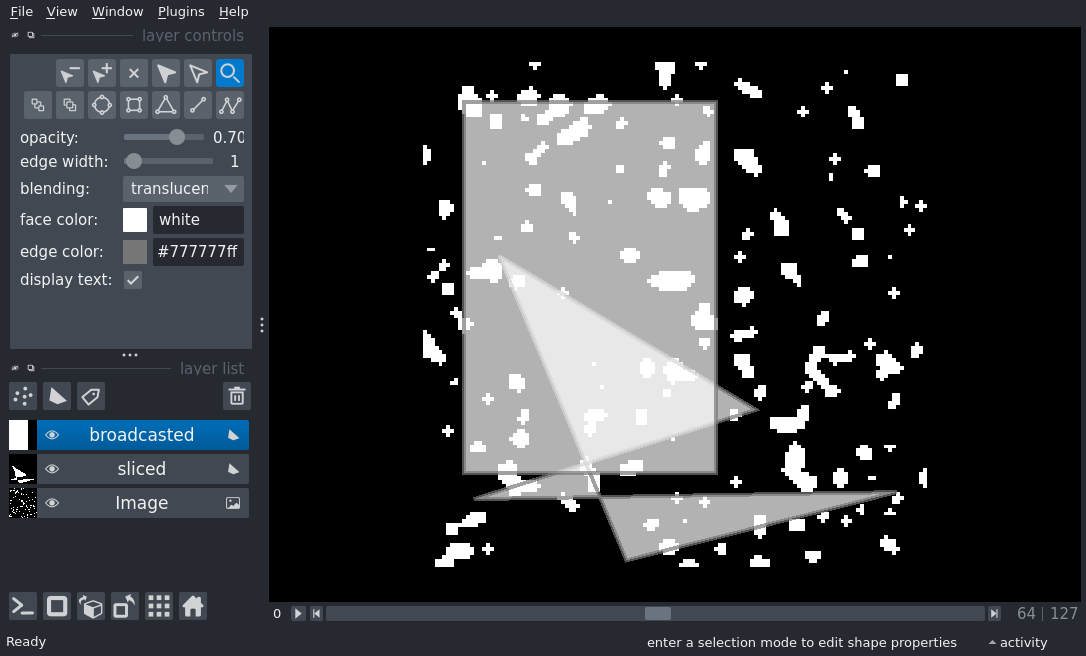 File View Window Plugins Help
layer controls
opacity: 0.70
edge width: 1
blending: translucen
face color: white
edge color: #777777ff
display text:
layer list
broadcasted
sliced
Image
0 64 | 127
Ready enter a selection mode to edit shape properties activity